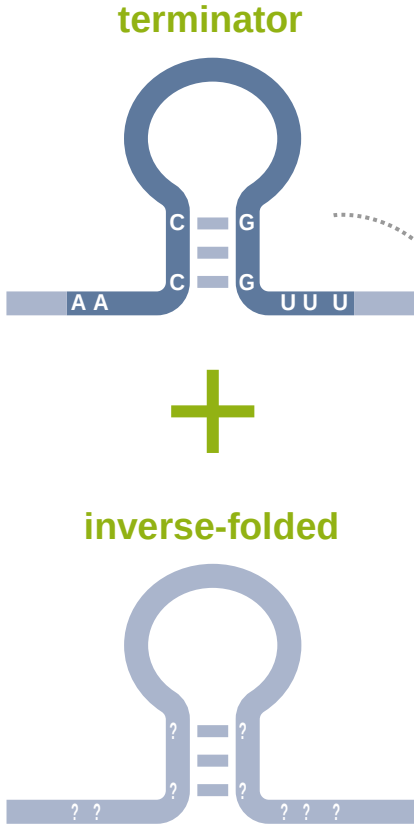 terminator
C G
C G
A A U U U
+
inverse-folded
? ?
? ?
? ? ? ? ?